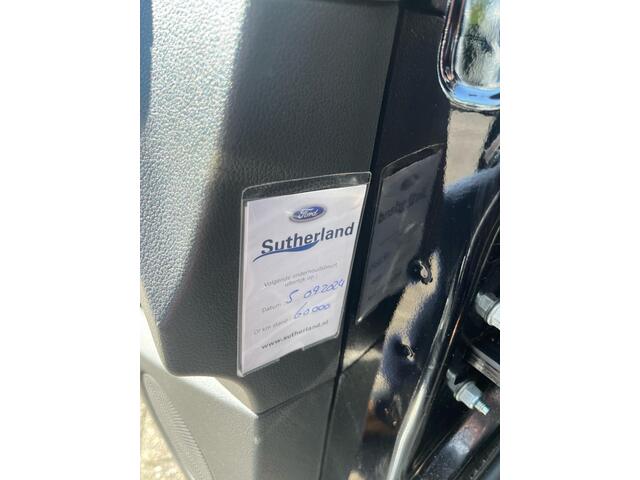 Ford
Sutherland
Volgende onderhoudsbeurt
uiterlijk op :
Datum : 5 09 2024
Of km stand : 60.000
www.sutherland.nl